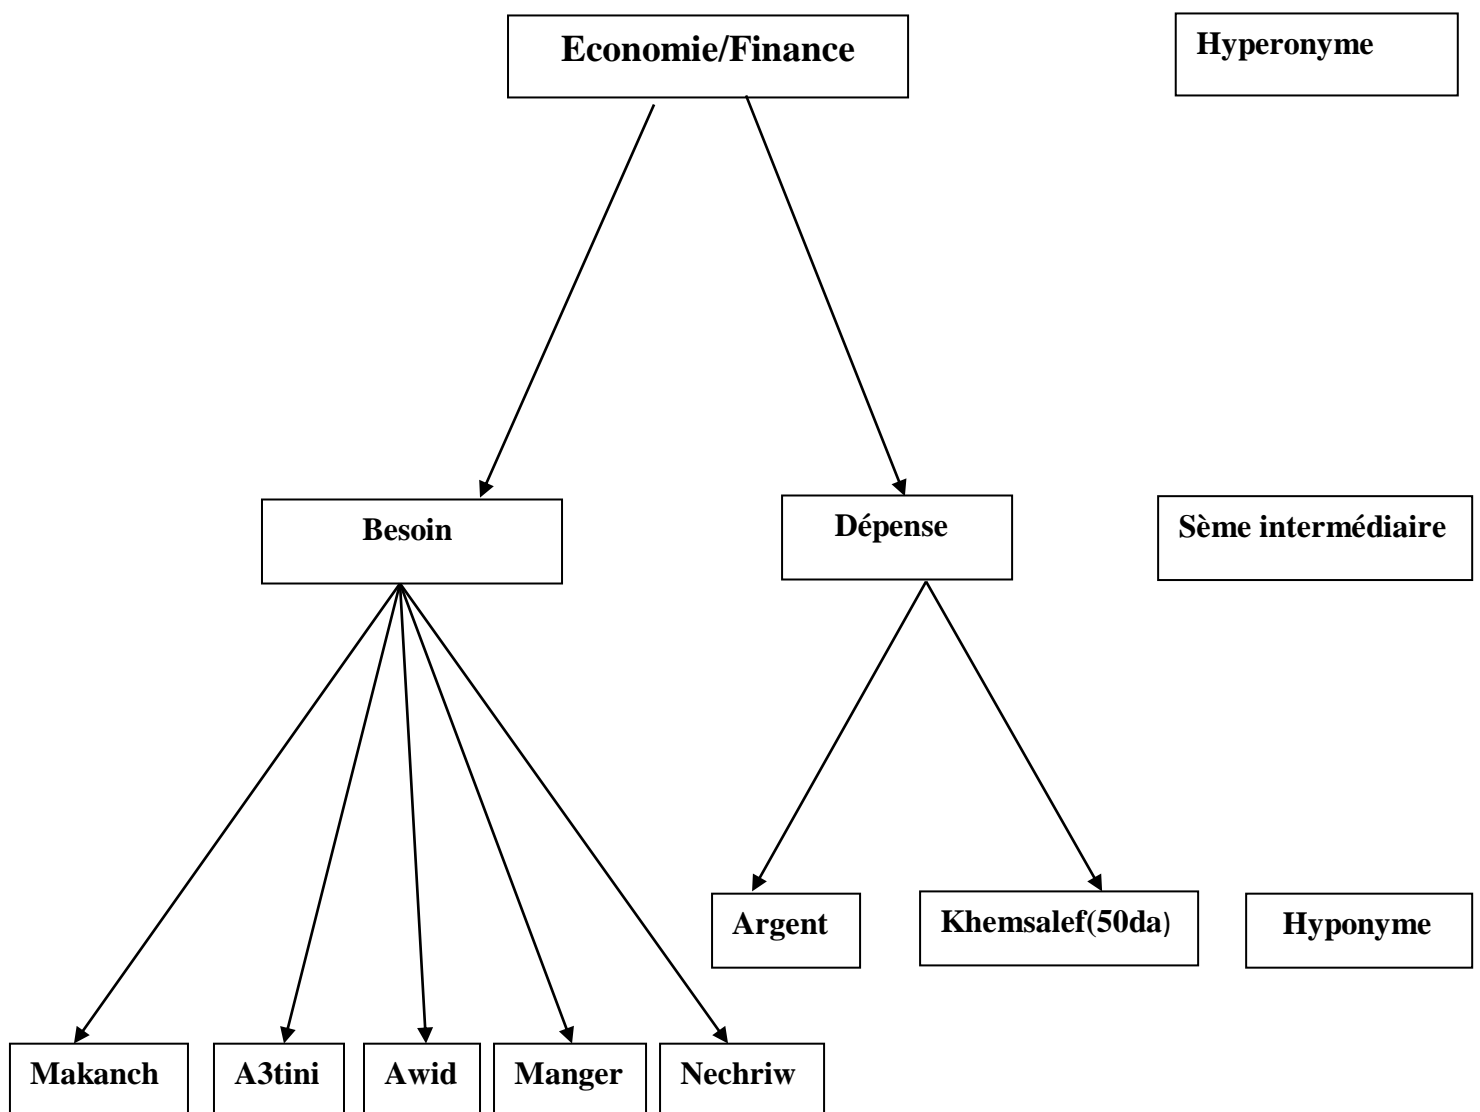 Economie/Finance
Hyperonyme
Besoin
Dépense
Sème intermédiaire
Argent
Khemsalef(50da)
Hyponyme
Makanch
A3tini
Awid
Manger
Nechriw